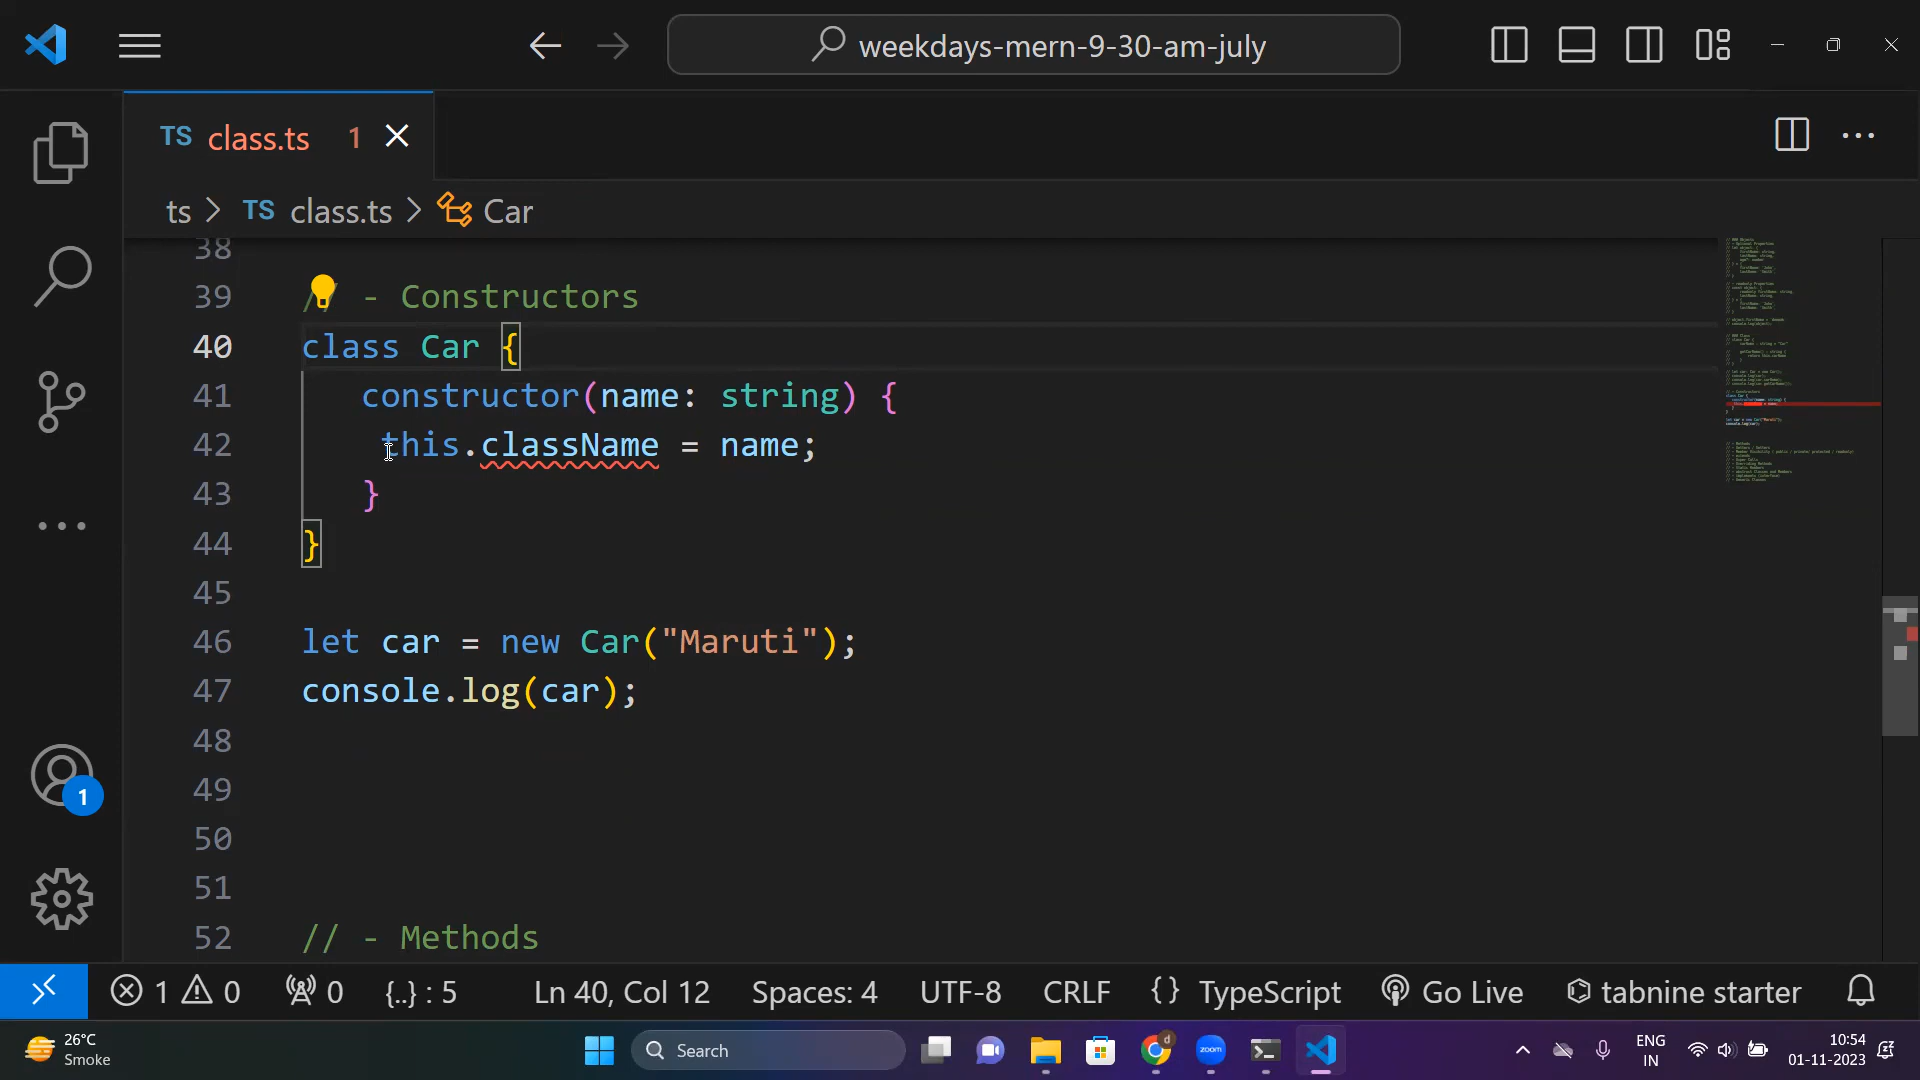 weekdays-mern-9-30-am-july
TS class.ts 1
ts > TS class.ts > Car
38
39 // - Constructors
40 class Car {
41 constructor(name: string) {
42 this.className = name;
43 }
44 }
45
46 let car = new Car("Maruti");
47 console.log(car);
48
49
50
51
52 // - Methods
1
1 0 0 {..} : 5 Ln 40, Col 12 Spaces: 4 UTF-8 CRLF {} TypeScript Go Live tabnine starter
26°C
Smoke
Search
zoom
ENG
IN
10:54
01-11-2023